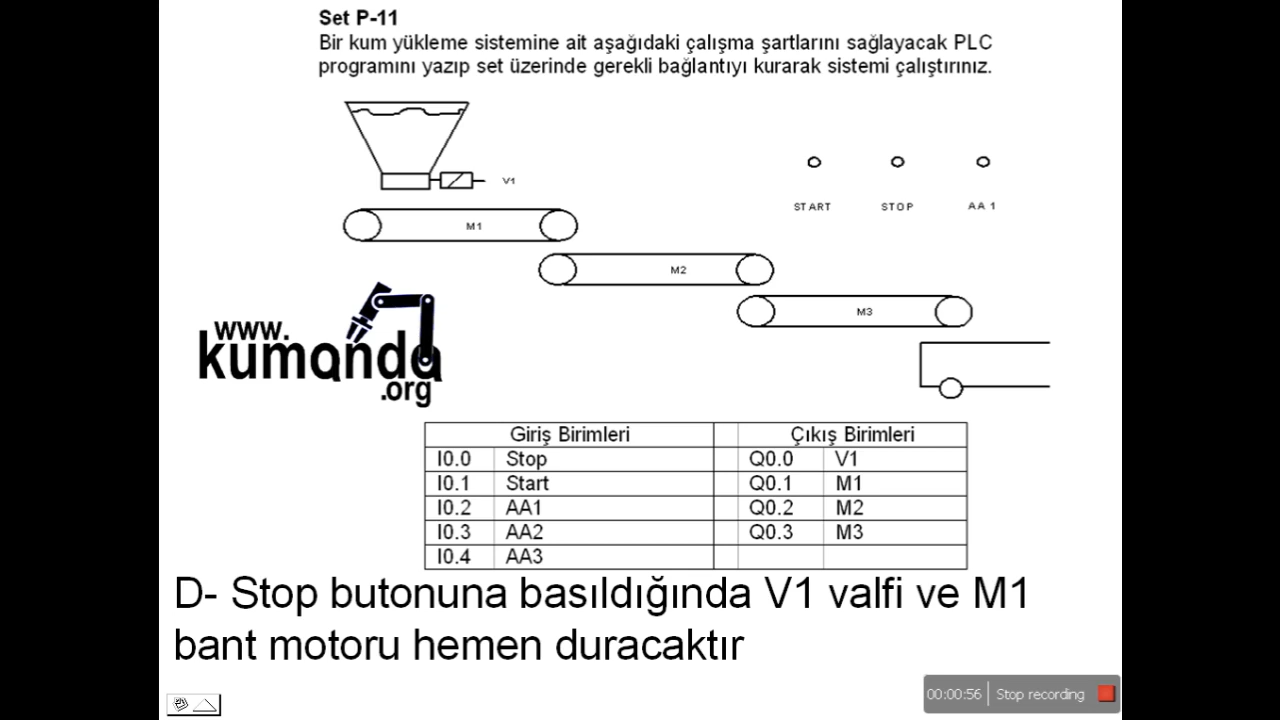 Set P-11
Bir kum yükleme sistemine ait aşağıdaki çalışma şartlarını sağlayacak PLC
programını yazıp set üzerinde gerekli bağlantıyı kurarak sistemi çalıştırınız.
V1
START STOP AA 1
M1
M2
M3
www.
kumanda
.org
Giriş Birimleri Çıkış Birimleri
I0.0 Stop Q0.0 V1
I0.1 Start Q0.1 M1
I0.2 AA1 Q0.2 M2
I0.3 AA2 Q0.3 M3
I0.4 AA3
D- Stop butonuna basıldığında V1 valfi ve M1
bant motoru hemen duracaktır
00:00:56 Stop recording